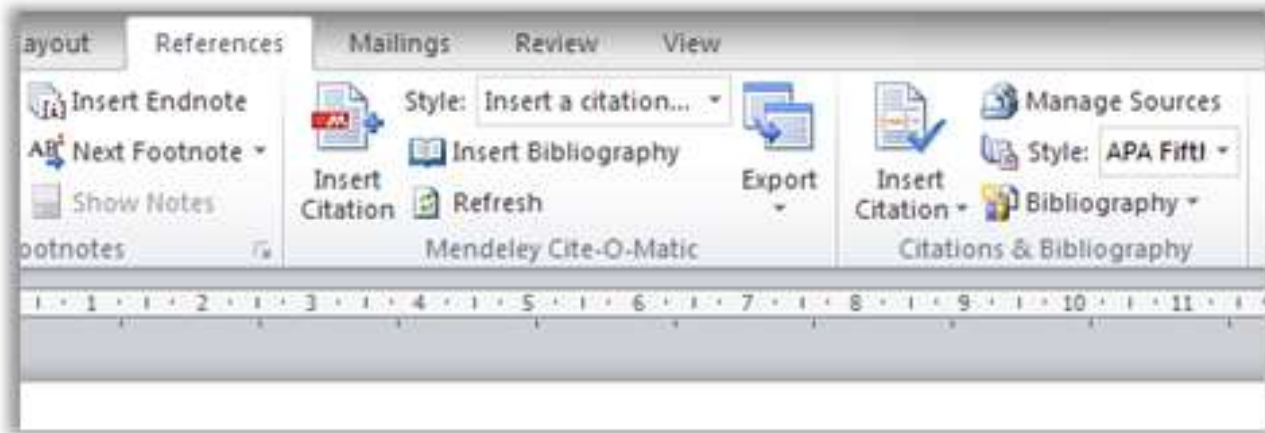 ayout References Mailings Review View
Insert Endnote
AB¹ Next Footnote
Show Notes
ootnotes
Insert
Citation
Style: Insert a citation...
Insert Bibliography
Refresh
Export
Mendeley Cite-O-Matic
Insert
Citation
Manage Sources
Style: APA Fiftl
Bibliography
Citations & Bibliography
1 2 3 4 5 6 7 8 9 10 11